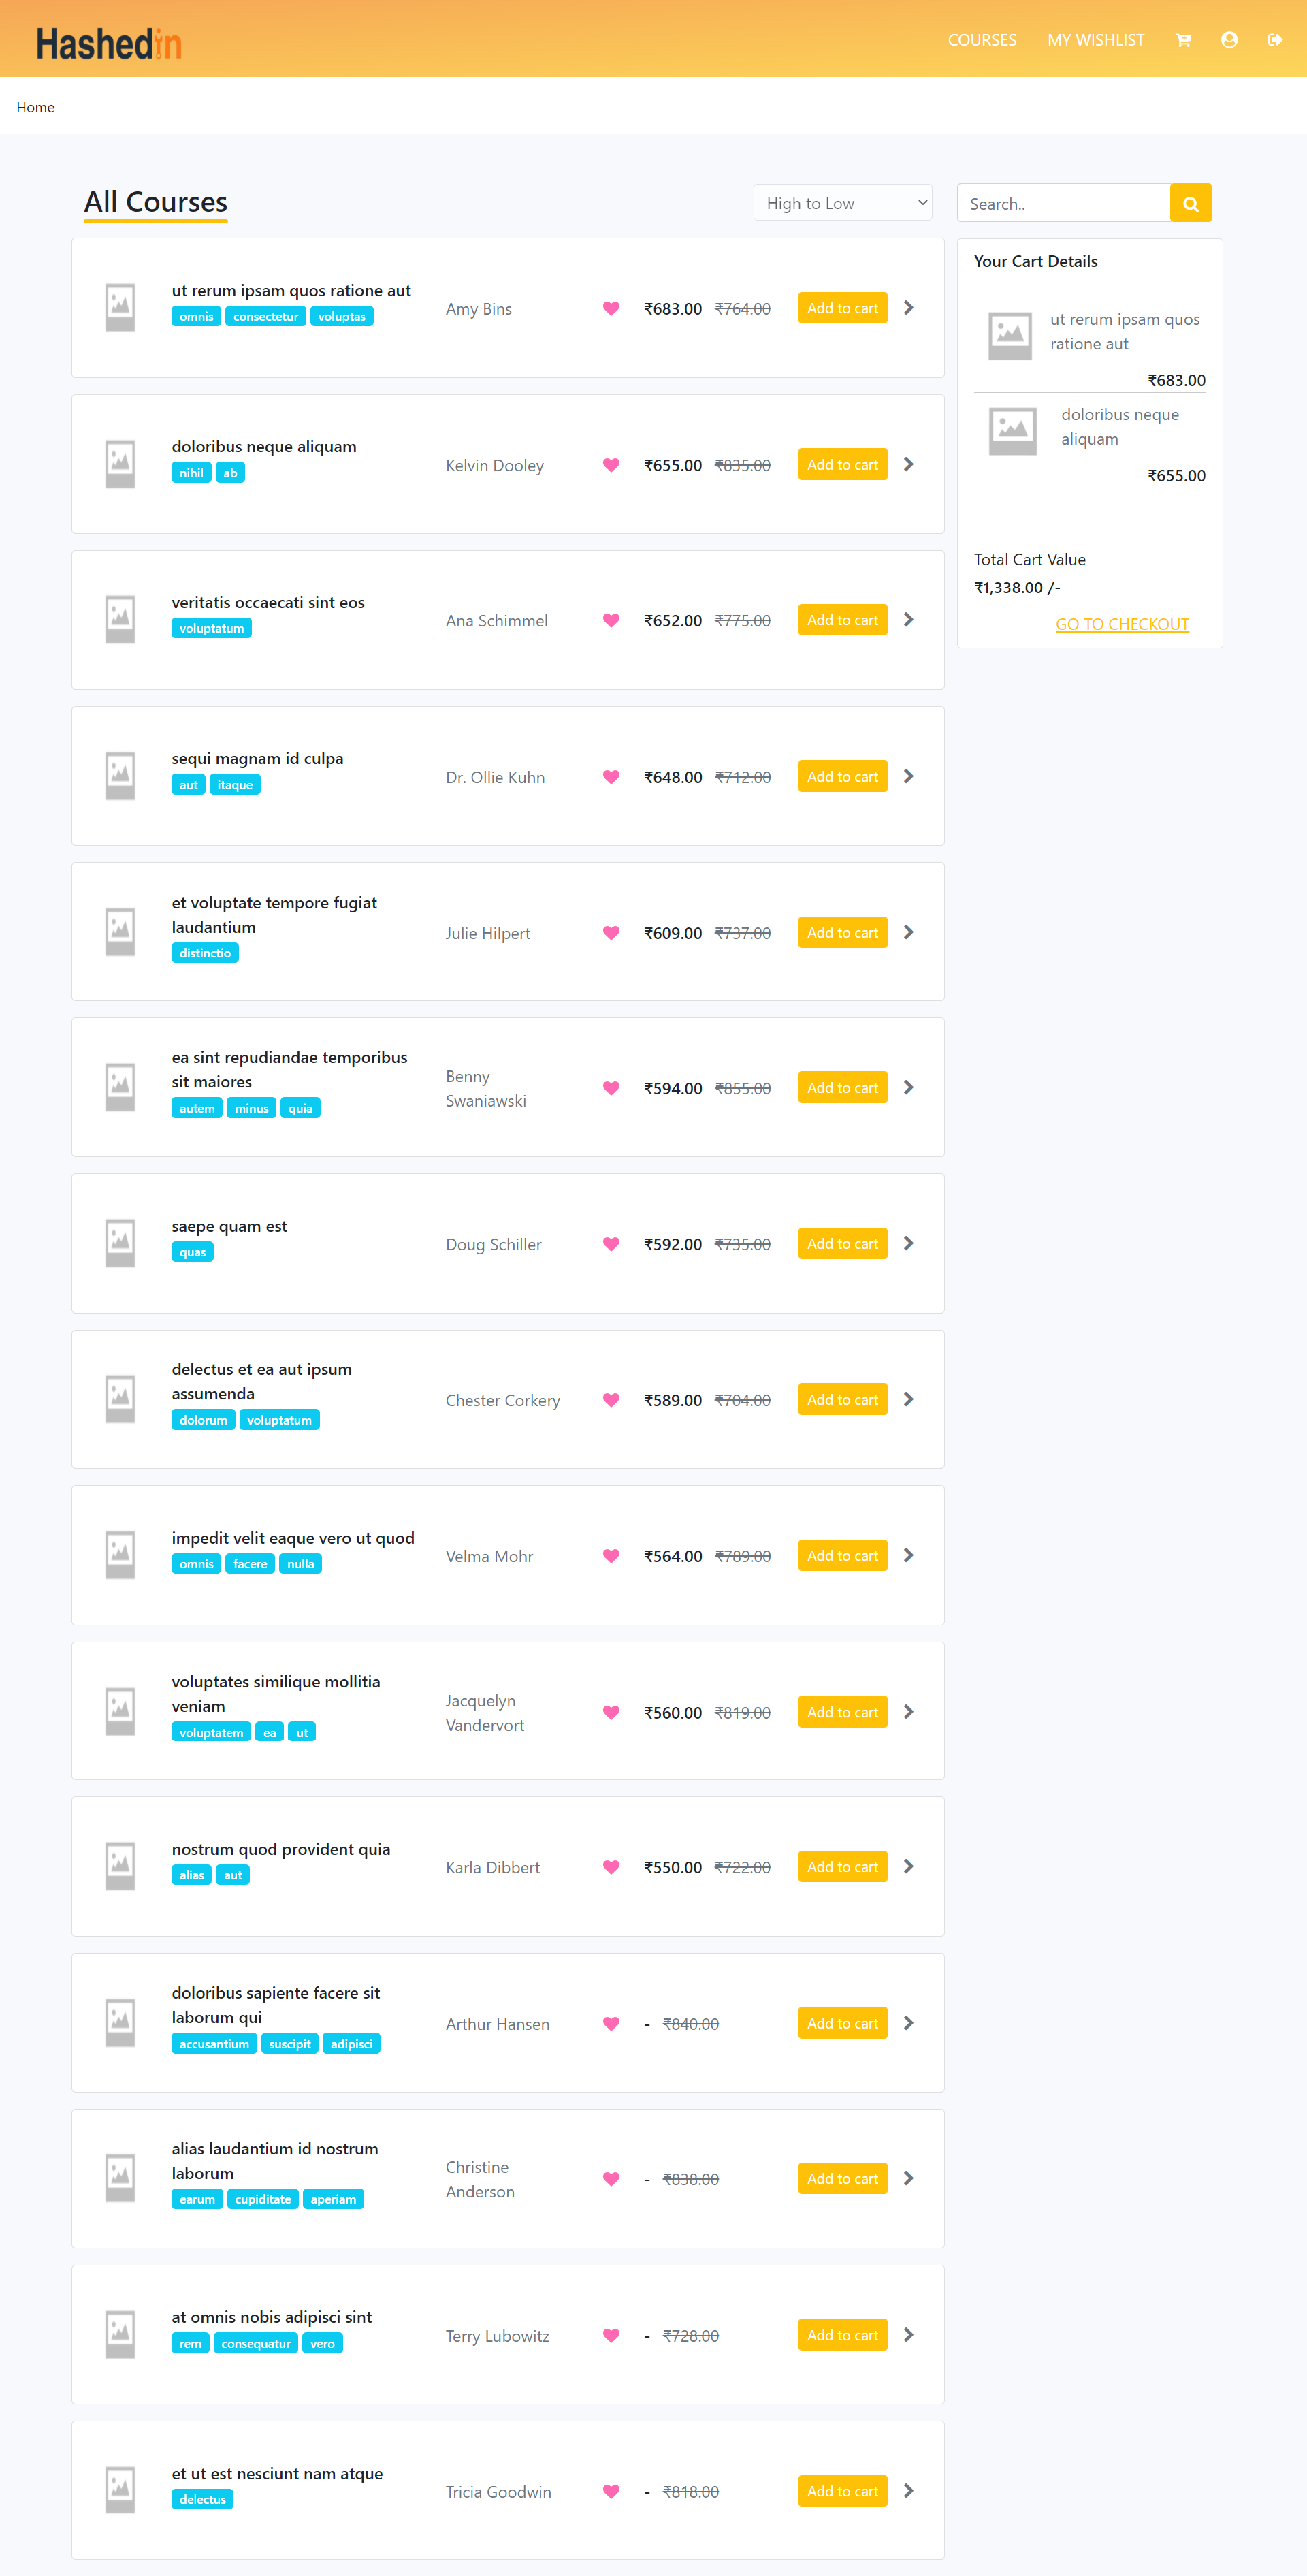 Hashedin
COURSES MY WISHLIST
Home
All Courses
High to Low
Search..
ut rerum ipsam quos ratione aut
omnis consectetur voluptas
Amy Bins
₹683.00 ₹764.00
Add to cart
doloribus neque aliquam
nihil ab
Kelvin Dooley
₹655.00 ₹835.00
Add to cart
veritatis occaecati sint eos
voluptatum
Ana Schimmel
₹652.00 ₹775.00
Add to cart
sequi magnam id culpa
aut itaque
Dr. Ollie Kuhn
₹648.00 ₹712.00
Add to cart
et voluptate tempore fugiat
laudantium
distinctio
Julie Hilpert
₹609.00 ₹737.00
Add to cart
ea sint repudiandae temporibus
sit maiores
autem minus quia
Benny
Swaniawski
₹594.00 ₹855.00
Add to cart
saepe quam est
quas
Doug Schiller
₹592.00 ₹735.00
Add to cart
delectus et ea aut ipsum
assumenda
dolorum voluptatum
Chester Corkery
₹589.00 ₹704.00
Add to cart
impedit velit eaque vero ut quod
omnis facere nulla
Velma Mohr
₹564.00 ₹789.00
Add to cart
voluptates similique mollitia
veniam
voluptatem ea ut
Jacquelyn
Vandervort
₹560.00 ₹819.00
Add to cart
nostrum quod provident quia
alias aut
Karla Dibbert
₹550.00 ₹722.00
Add to cart
doloribus sapiente facere sit
laborum qui
accusantium suscipit adipisci
Arthur Hansen
- ₹840.00
Add to cart
alias laudantium id nostrum
laborum
earum cupiditate aperiam
Christine
Anderson
- ₹838.00
Add to cart
at omnis nobis adipisci sint
rem consequatur vero
Terry Lubowitz
- ₹728.00
Add to cart
et ut est nesciunt nam atque
delectus
Tricia Goodwin
- ₹818.00
Add to cart
Your Cart Details
ut rerum ipsam quos
ratione aut
₹683.00
doloribus neque
aliquam
₹655.00
Total Cart Value
₹1,338.00 /-
GO TO CHECKOUT